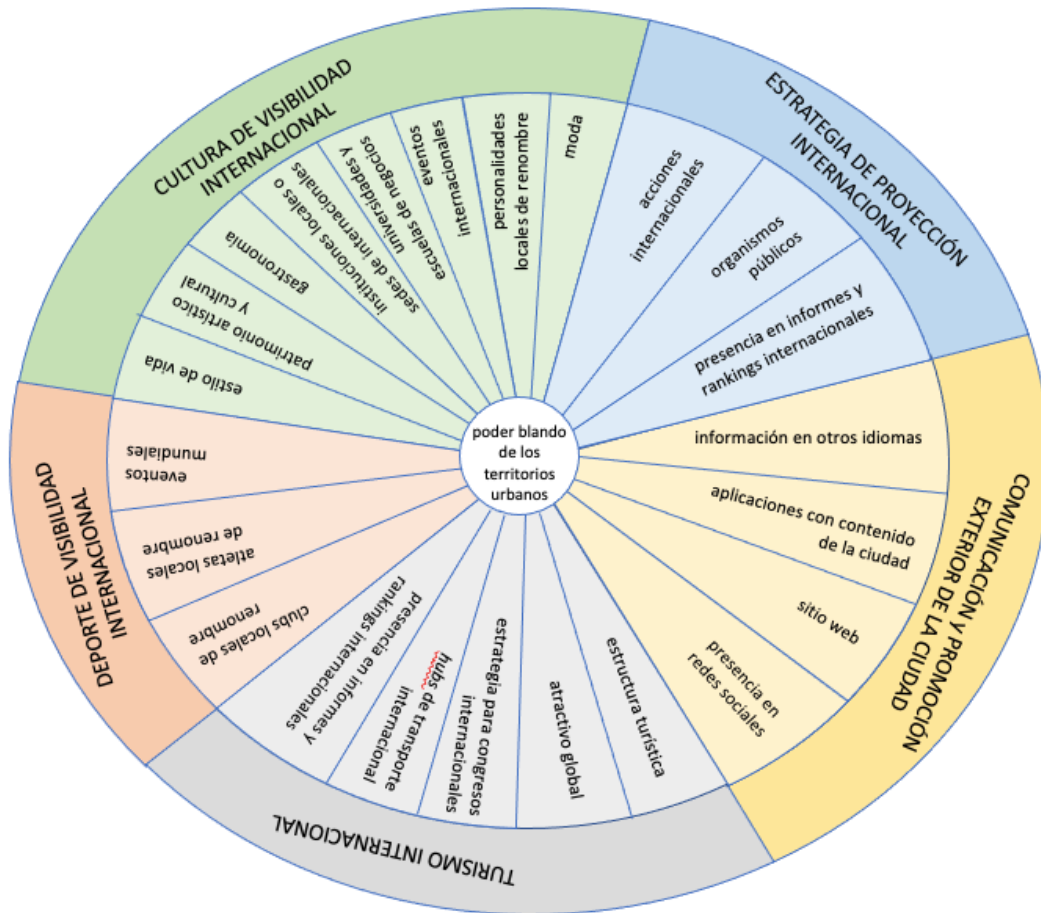 CULTURA DE VISIBILIDAD
INTERNACIONAL
estilo de vida
patrimonio artístico
y cultural
gastronomía
instituciones locales o
sedes de internacionales
universidades y
escuelas de negocios
eventos
internacionales
personalidades
locales de renombre
moda
ESTRATEGIA DE PROYECCIÓN
INTERNACIONAL
acciones
internacionales
organismos
públicos
presencia en informes y
rankings internacionales
COMUNICACIÓN Y PROMOCIÓN
EXTERIOR DE LA CIUDAD
información en otros idiomas
aplicaciones con contenido
de la ciudad
sitio web
presencia en
redes sociales
TURISMO INTERNACIONAL
estructura turística
atractivo global
estrategia para congresos
internacionales
hubs de transporte
internacional
presencia en informes y
rankings internacionales
DEPORTE DE VISIBILIDAD
INTERNACIONAL
clubs locales de
renombre
atletas locales
de renombre
eventos
mundiales
poder blando
de los
territorios
urbanos